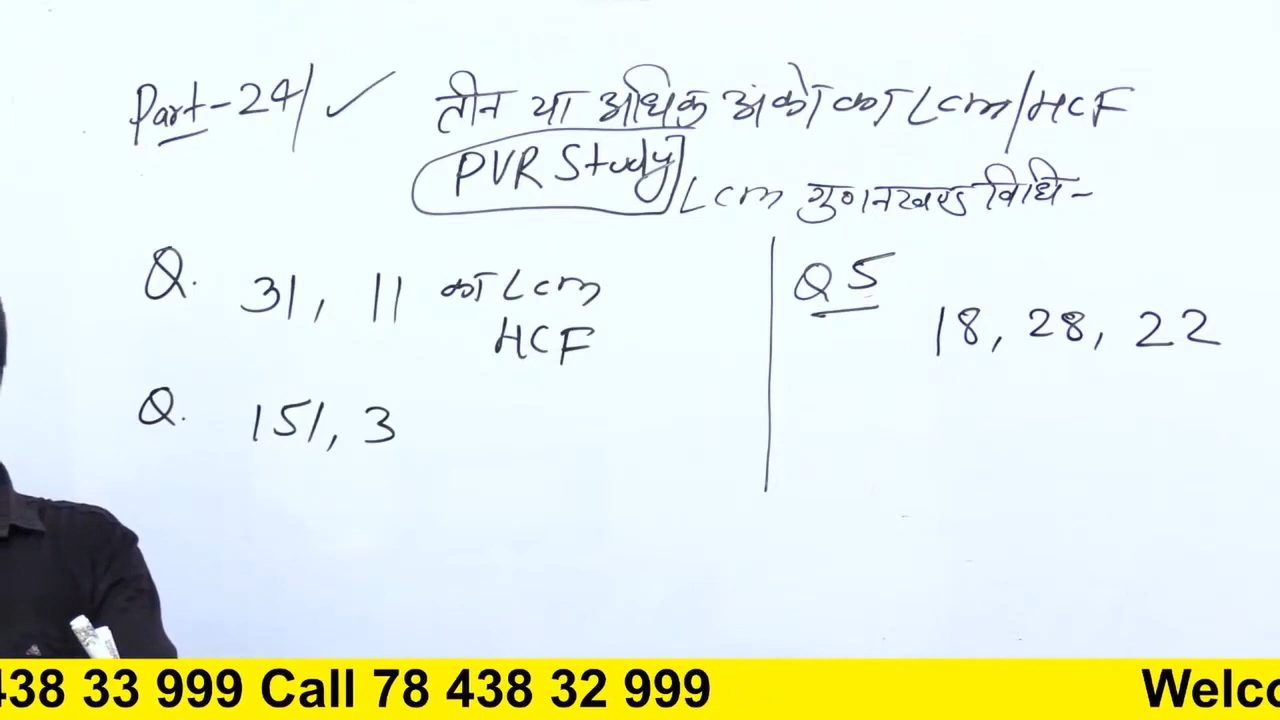 Part-24/ ✓ तीन या अधिक अंको का Lcm/HCF
PVR Study
Lcm गुणनखण्ड विधि-
Q. 31, 11 का Lcm
HCF
Q. 151, 3
Q5
18, 28, 22
438 33 999 Call 78 438 32 999 Welco